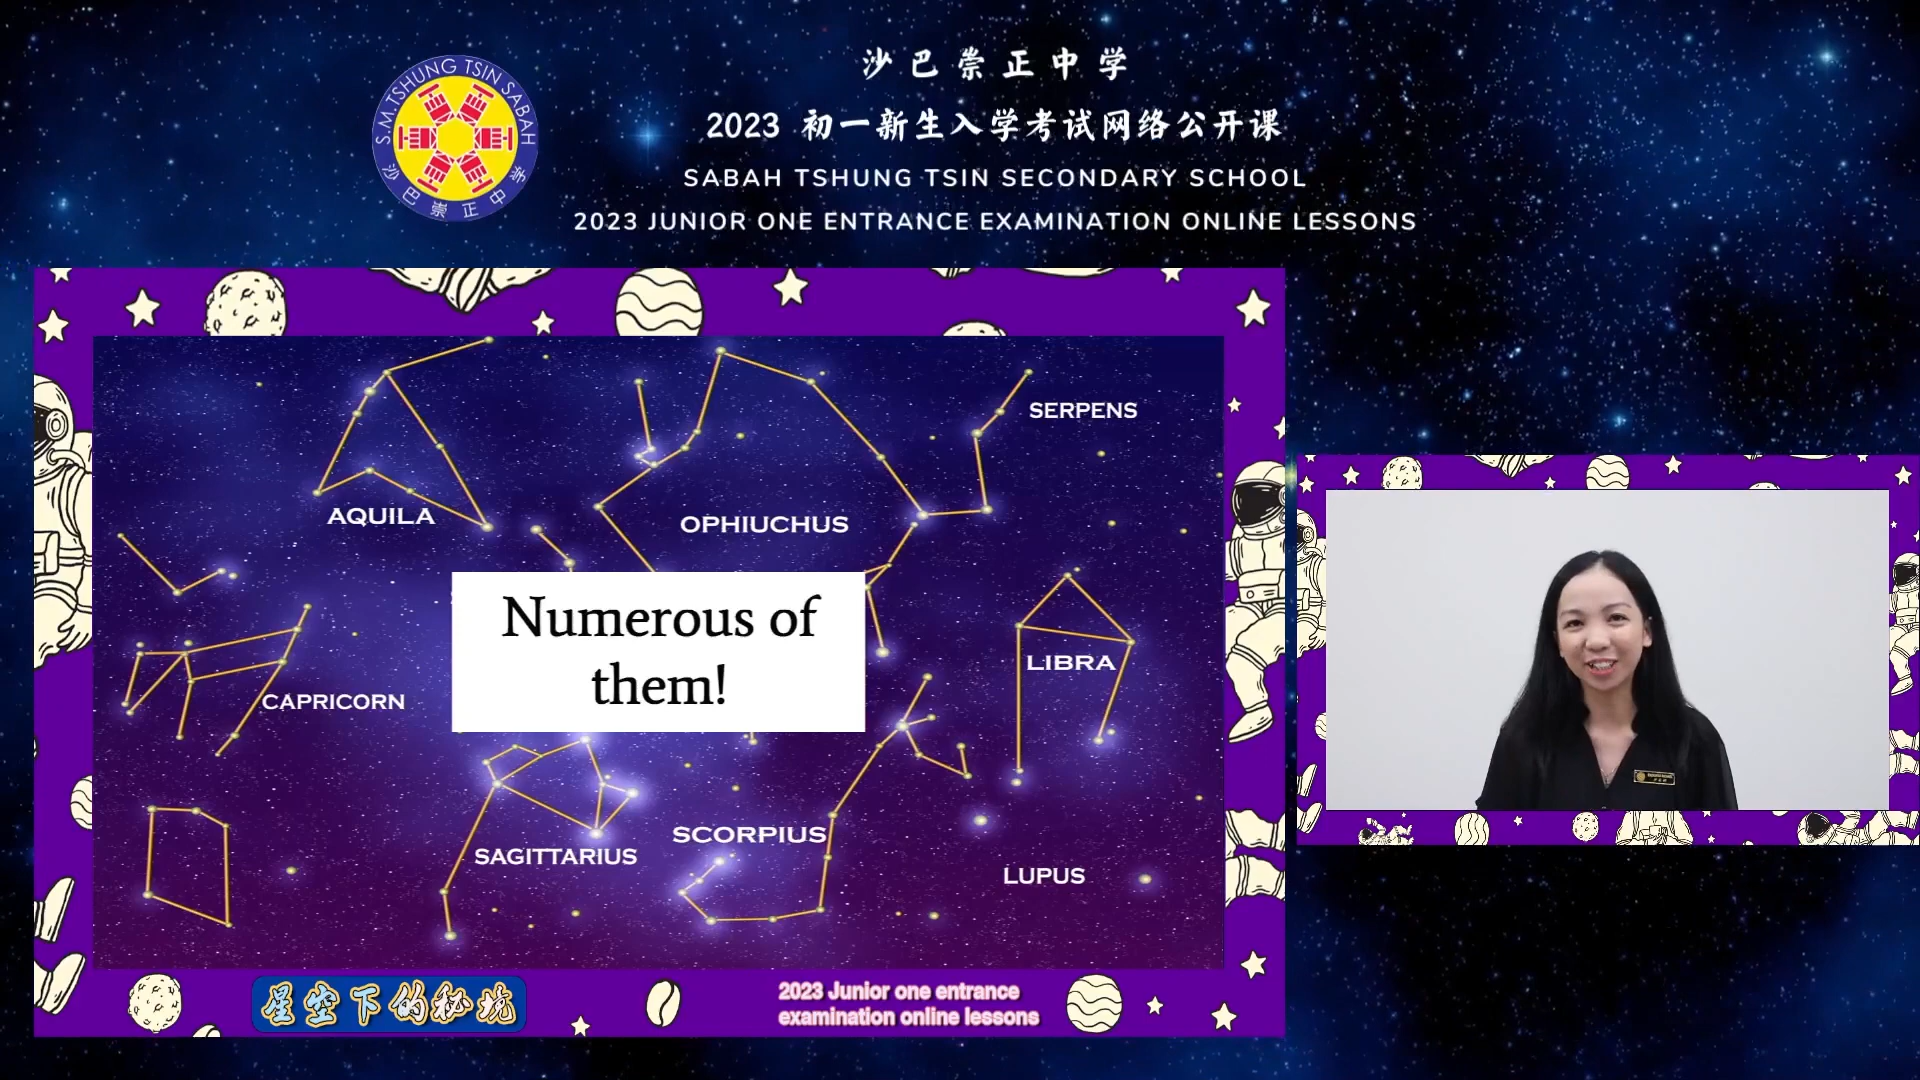 S.M. TSHUNG TSIN SABAH
沙巴崇正中学
沙巴崇正中学
2023 初一新生入学考试网络公开课
SABAH TSHUNG TSIN SECONDARY SCHOOL
2023 JUNIOR ONE ENTRANCE EXAMINATION ONLINE LESSONS
SERPENS
AQUILA
OPHIUCHUS
Numerous of
them!
LIBRA
CAPRICORN
SCORPIUS
SAGITTARIUS
LUPUS
星空下的秘境
2023 Junior one entrance
examination online lessons